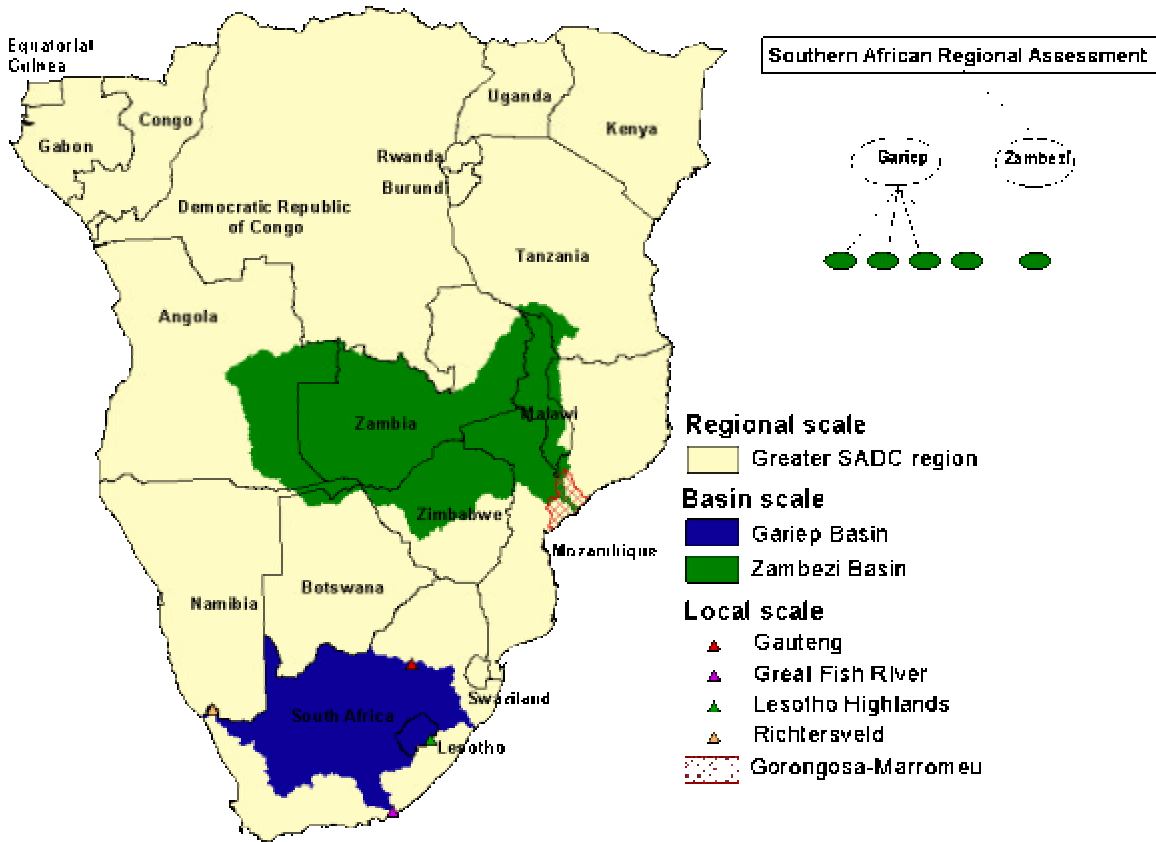 Equatorial
Guinea
Gabon
Congo
Uganda
Kenya
Rwanda
Burundi
Democratic Republic
of Congo
Tanzania
Angola
Zambia
Malawi
Zimbabwe
Mozambique
Botswana
Namibia
Swaziland
South Africa
Lesotho
Southern African Regional Assessment
Gariep
Zambezi
Regional scale
Greater SADC region
Basin scale
Gariep Basin
Zambezi Basin
Local scale
Gauteng
Great Fish River
Lesotho Highlands
Richtersveld
Gorongosa-Marromeu